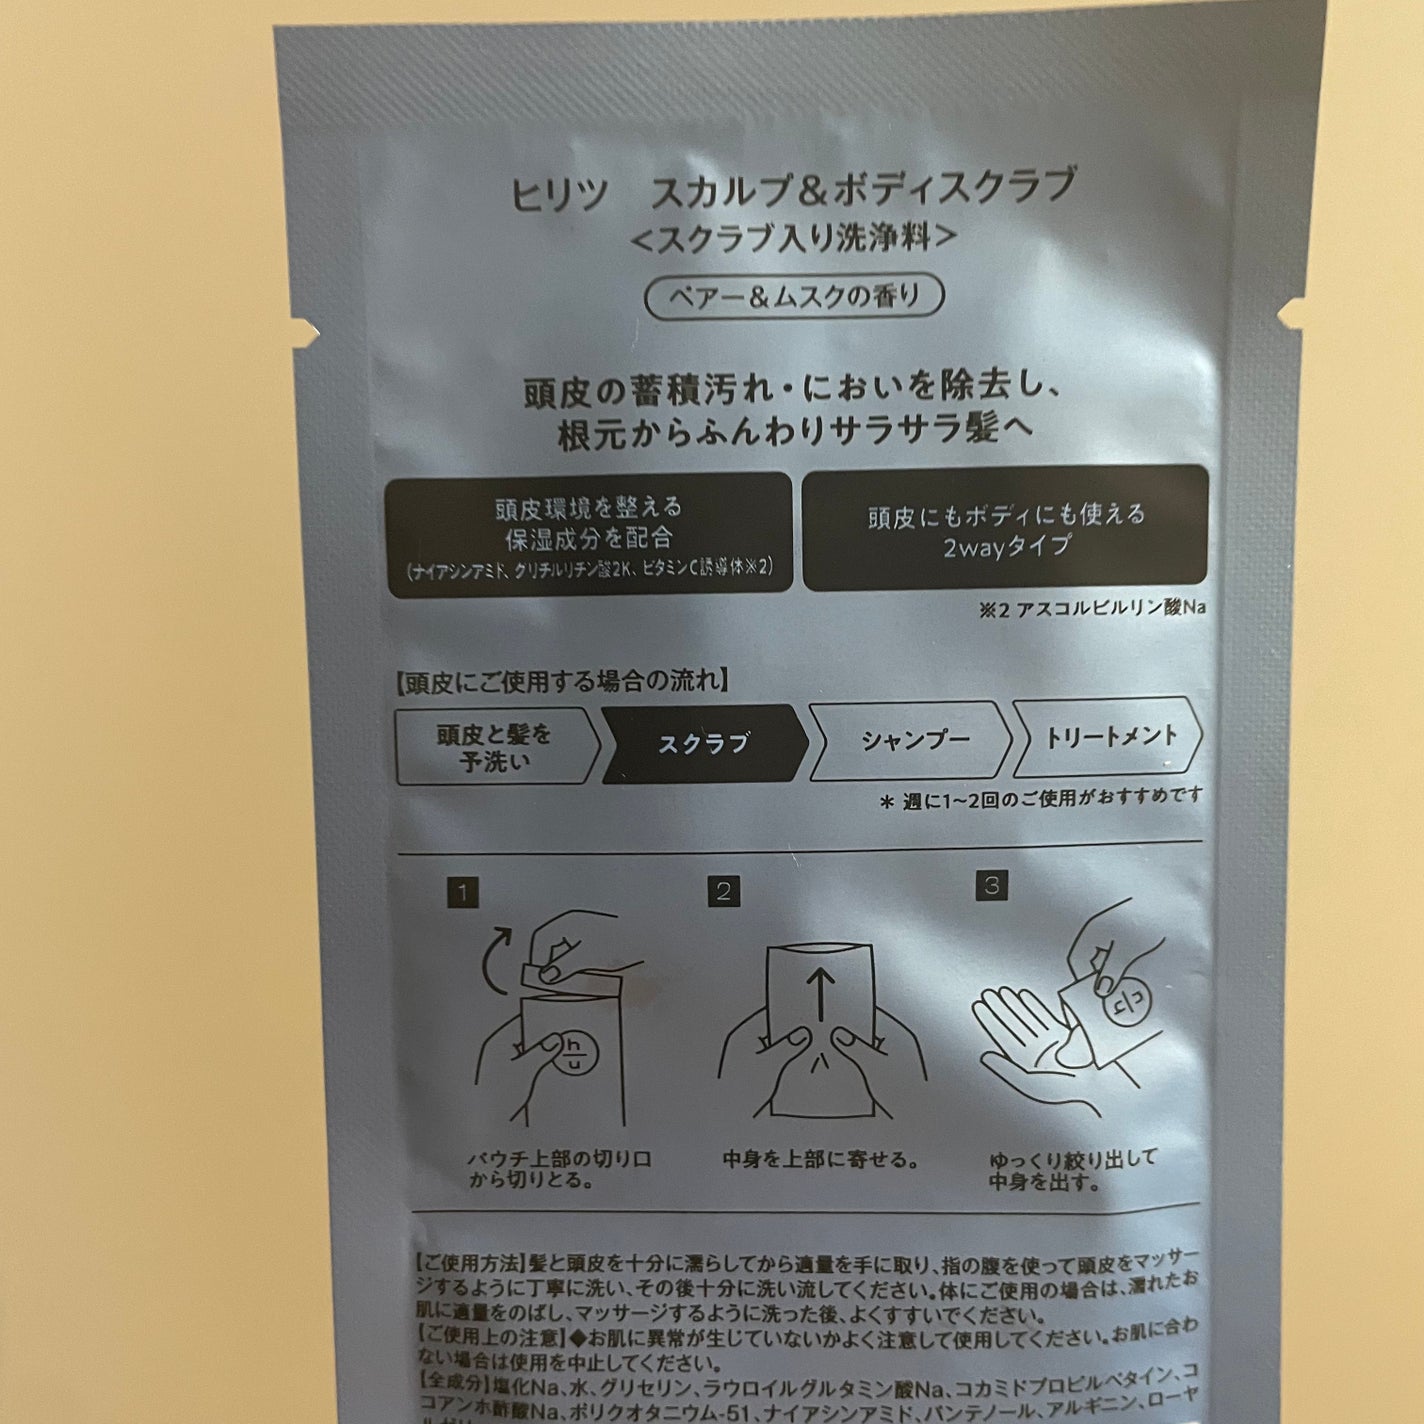 ヒリツ　スカルプ&ボディスクラブ
<スクラブ入り洗浄料>
ペアー&ムスクの香り
頭皮の蓄積汚れ・においを除去し、
根元からふんわりサラサラ髪へ
頭皮環境を整える
保湿成分を配合
(ナイアシンアミド、グリチルリチン酸2K、ビタミンC誘導体※2)
頭皮にもボディにも使える
2wayタイプ
※2 アスコルビルリン酸Na
【頭皮にご使用する場合の流れ】
頭皮と髪を
予洗い
スクラブ
シャンプー
トリートメント
* 週に1~2回のご使用がおすすめです
1
2
3
h
u
h
u
パウチ上部の切り口
から切りとる。
中身を上部に寄せる。
ゆっくり絞り出して
中身を出す。
【ご使用方法】髪と頭皮を十分に濡らしてから適量を手に取り、指の腹を使って頭皮をマッサー
ジするように丁寧に洗い、その後十分に洗い流してください。体にご使用の場合は、濡れたお
肌に適量をのばし、マッサージするように洗った後、よくすすいでください。
【ご使用上の注意】◆お肌に異常が生じていないかよく注意して使用してください。お肌に合わ
ない場合は使用を中止してください。
【全成分】塩化Na、水、グリセリン、ラウロイルグルタミン酸Na、コカミドプロピルベタイン、コ
コアンホ酢酸Na、ポリクオタニウム-51、ナイアシンアミド、パンテノール、アルギニン、ローヤ